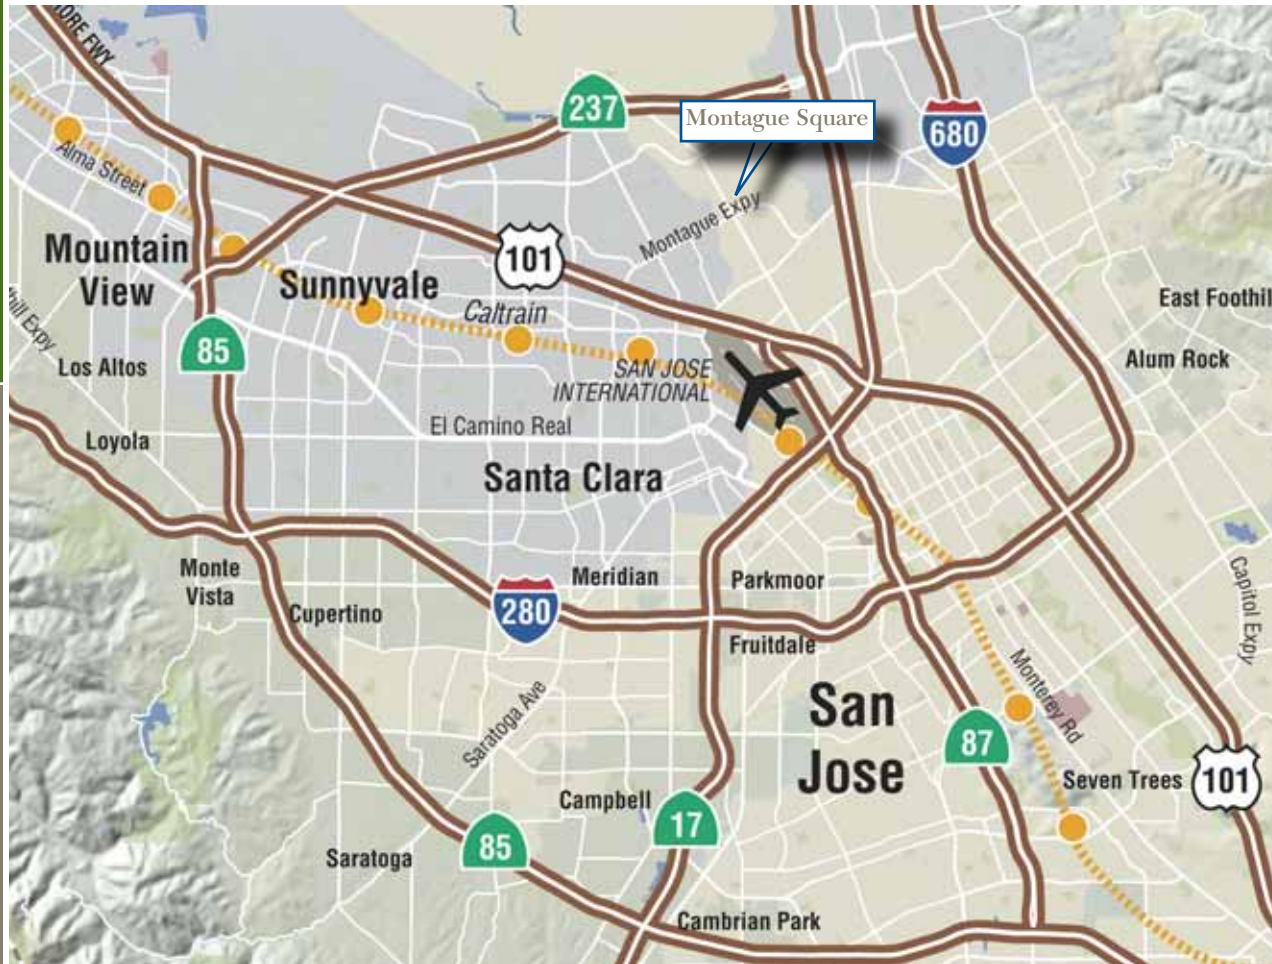 ORE FWY
237
Montague Square
680
Alma Street
Montague Expy
Mountain
View
101
Sunnyvale
Caltrain
hill Expy
East Foothil
85
Los Altos
SAN JOSE
INTERNATIONAL
Alum Rock
El Camino Real
Loyola
Santa Clara
Monte
Vista
Meridian
Parkmoor
Capitol Expy
Cupertino
280
Fruitdale
San
Jose
Monterey Rd
Saratoga Ave
87
Seven Trees
101
Campbell
17
85
Saratoga
Cambrian Park